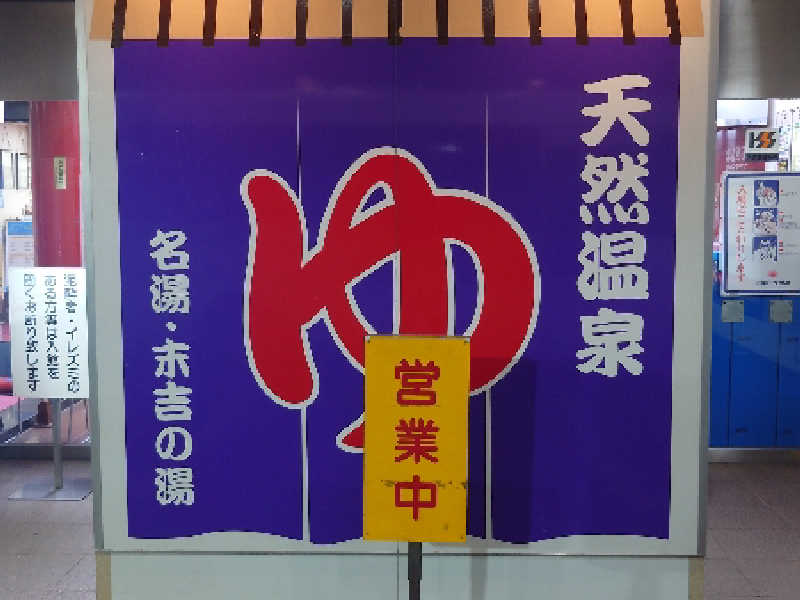 天然温泉
ゆ
名湯・末吉の湯
営業中
泥酔者・イレズミの
ある方等は入館を
固くお断り致します